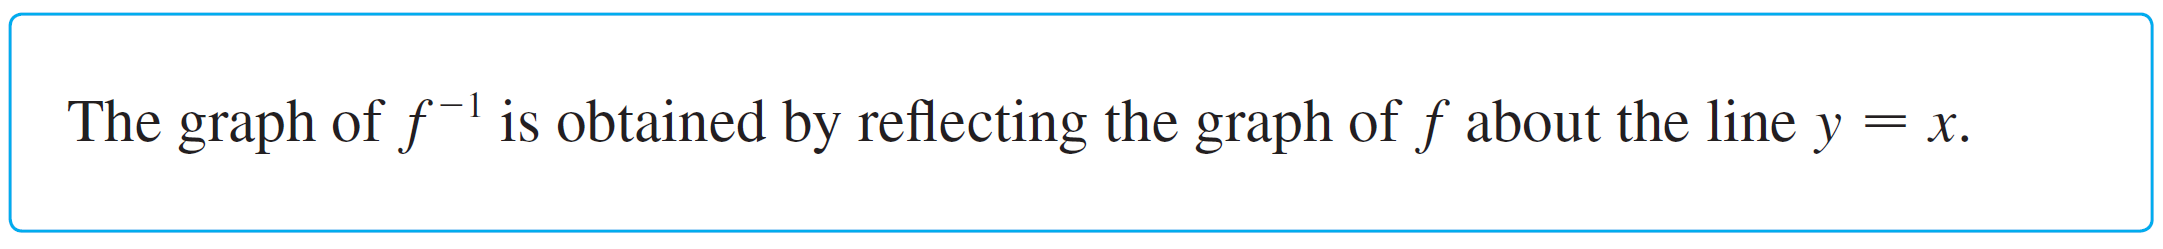 The graph of f⁻¹ is obtained by reflecting the graph of f about the line y = x.